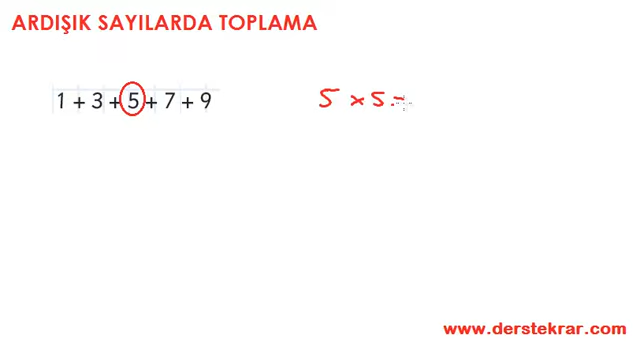 ARDIŞIK SAYILARDA TOPLAMA
1 + 3 + 5 + 7 + 9 5 x 5 =
www.derstekrar.com